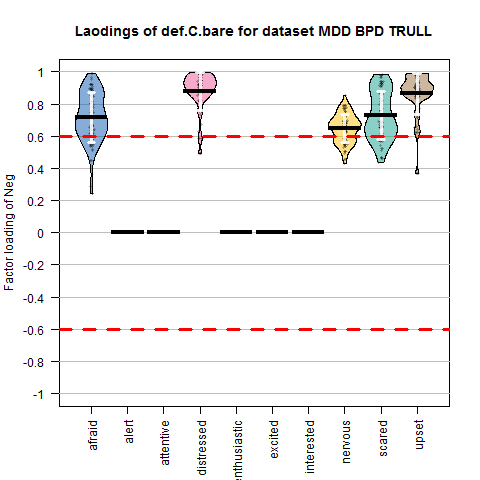 Laodings of def.C.bare for dataset MDD BPD TRULL
Factor loading of Neg
1
0.8
0.6
0.4
0.2
0
-0.2
-0.4
-0.6
-0.8
-1
afraid
alert
attentive
distressed
nthusiastic
excited
interested
nervous
scared
upset